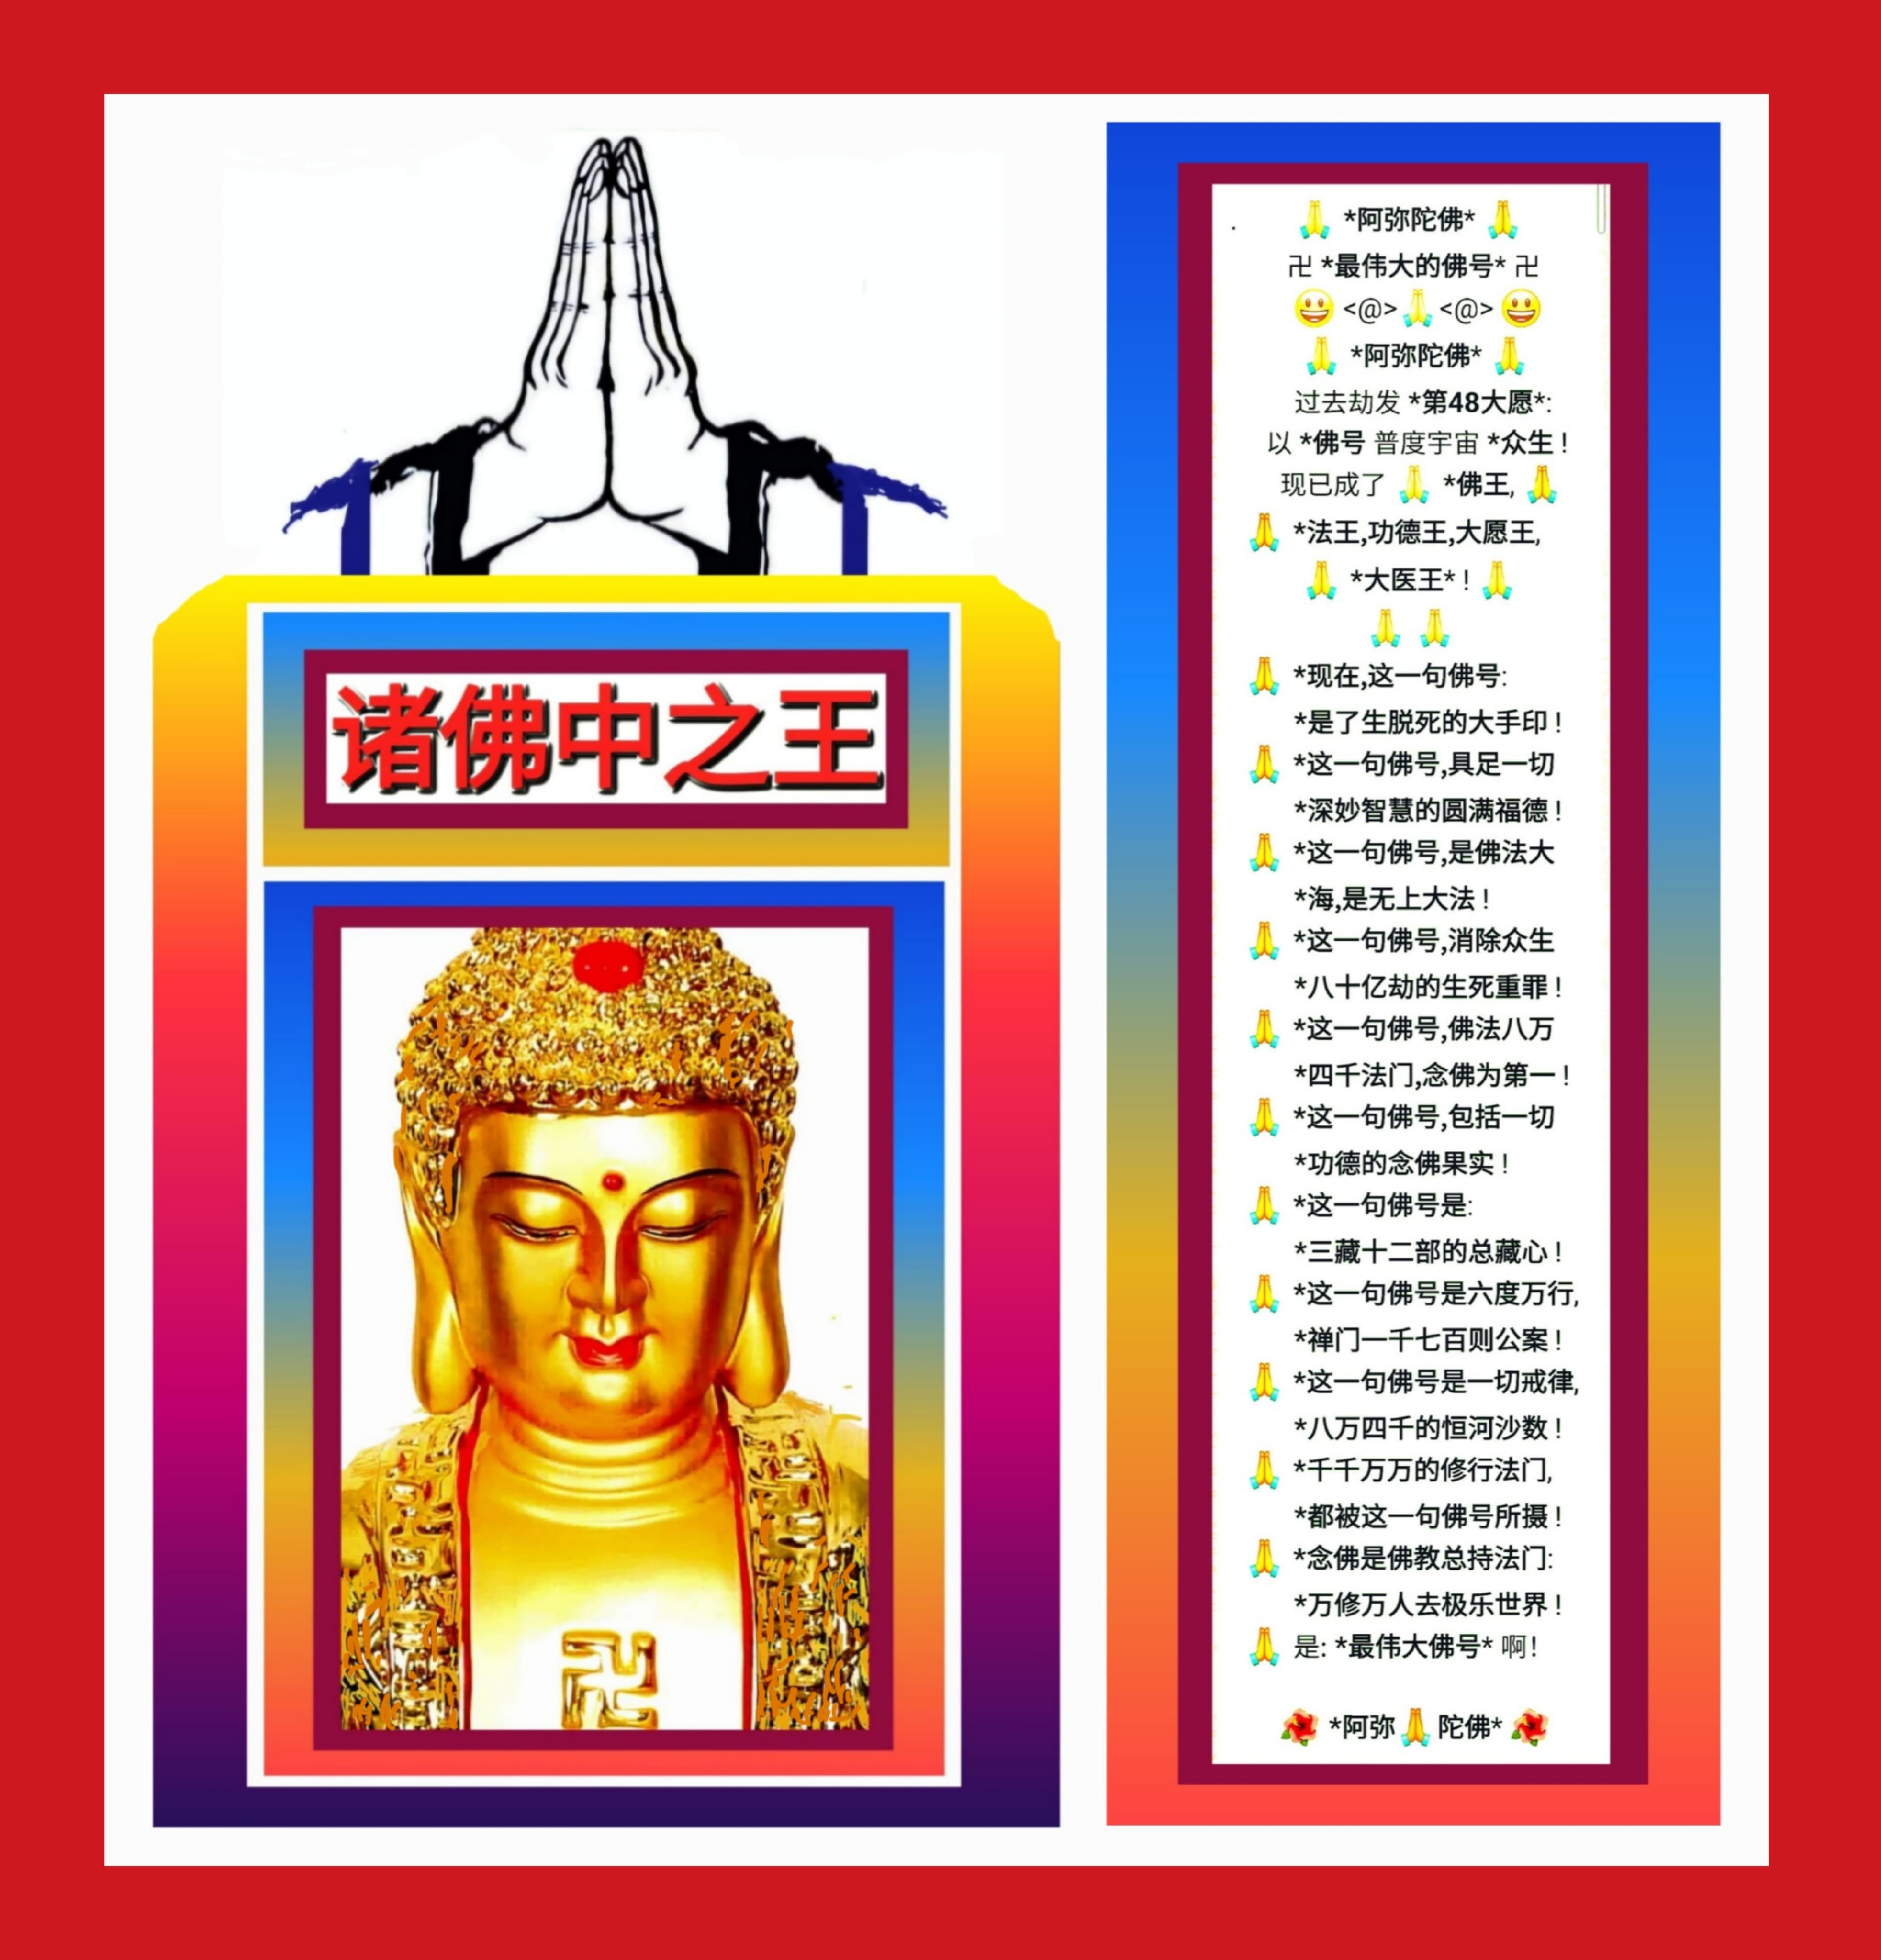 诸佛中之王
🙏 *阿弥陀佛* 🙏
卍 *最伟大的佛号* 卍
😃 <@>🙏 <@> 😃
🙏 *阿弥陀佛* 🙏
过去劫发 *第48大愿*:
以 *佛号 普度宇宙 *众生 !
现已成了 🙏 *佛王, 🙏
🙏 *法王,功德王,大愿王,
🙏 *大医王* ! 🙏
🙏 🙏
🙏 *现在,这一句佛号:
*是了生脱死的大手印 !
🙏 *这一句佛号,具足一切
*深妙智慧的圆满福德 !
🙏 *这一句佛号,是佛法大
*海,是无上大法 !
🙏 *这一句佛号,消除众生
*八十亿劫的生死重罪 !
🙏 *这一句佛号,佛法八万
*四千法门,念佛为第一 !
🙏 *这一句佛号,包括一切
*功德的念佛果实 !
🙏 *这一句佛号是:
*三藏十二部的总藏心 !
🙏 *这一句佛号是六度万行,
*禅门一千七百则公案 !
🙏 *这一句佛号是一切戒律,
*八万四千的恒河沙数 !
🙏 *千千万万的修行法门,
*都被这一句佛号所摄 !
🙏 *念佛是佛教总持法门:
*万修万人去极乐世界 !
🙏 是: *最伟大佛号* 啊!
🌺 *阿弥🙏陀佛* 🌺